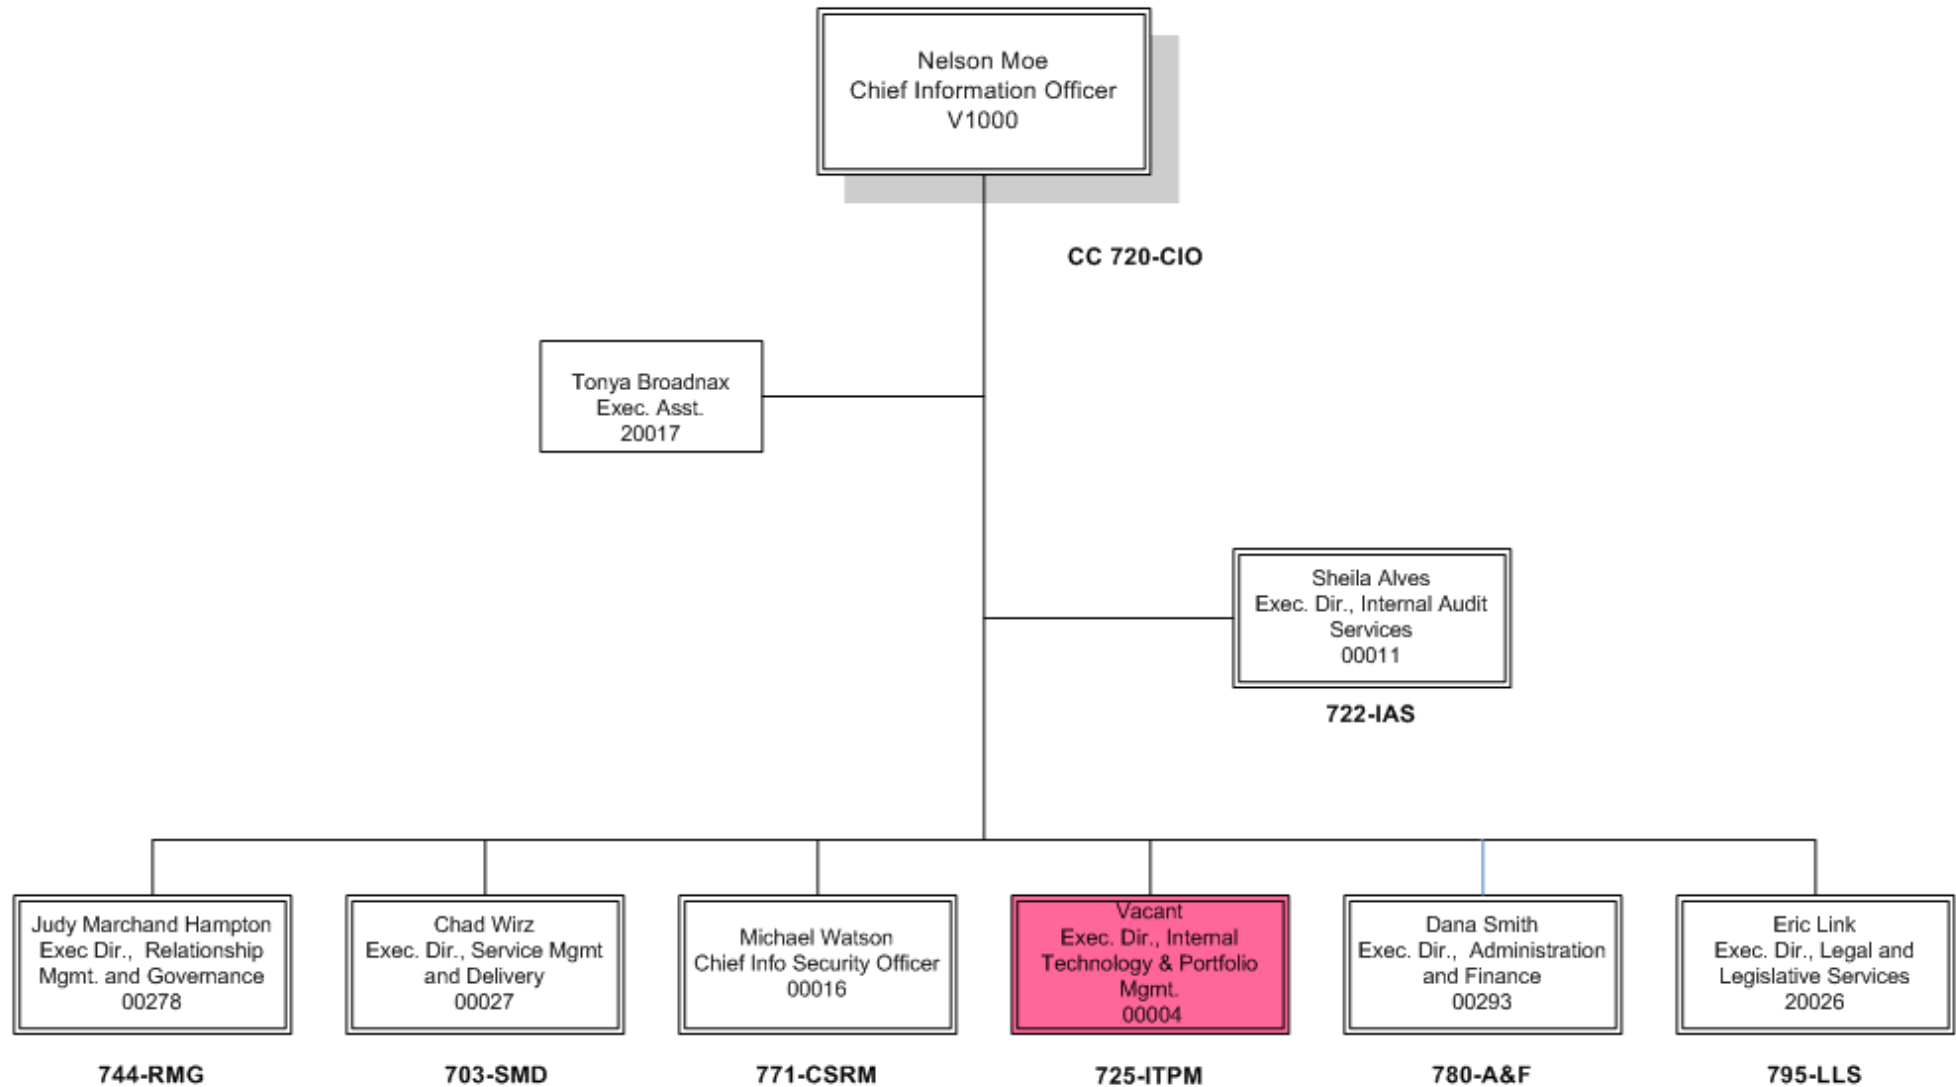 Nelson Moe
Chief Information Officer
V1000
CC 720-CIO
Tonya Broadnax
Exec. Asst.
20017
Sheila Alves
Exec. Dir., Internal Audit
Services
00011
722-IAS
Judy Marchand Hampton
Exec Dir., Relationship
Mgmt. and Governance
00278
744-RMG
Chad Wirz
Exec. Dir., Service Mgmt
and Delivery
00027
703-SMD
Michael Watson
Chief Info Security Officer
00016
771-CSRM
Vacant
Exec. Dir., Internal
Technology & Portfolio
Mgmt.
00004
725-ITPM
Dana Smith
Exec. Dir., Administration
and Finance
00293
780-A&F
Eric Link
Exec. Dir., Legal and
Legislative Services
20026
795-LLS